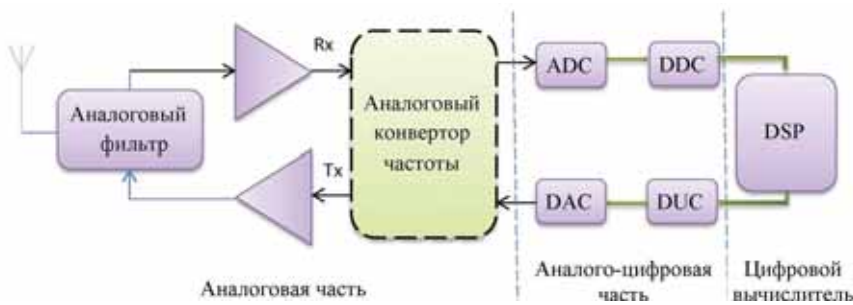 Rx
ADC
DDC
Аналоговый
фильтр
Аналоговый
конвертор
частоты
DSP
Tx
DAC
DUC
Аналоговая часть
Аналого-цифровая
часть
Цифровой
вычислитель